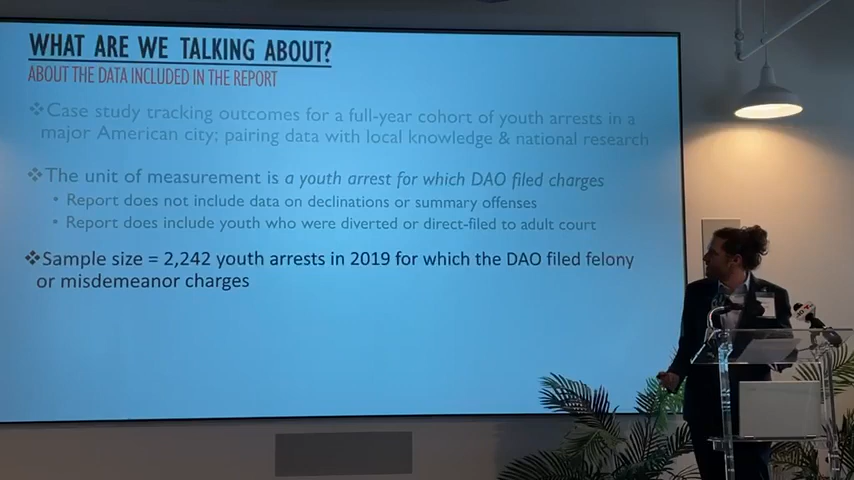 WHAT ARE WE TALKING ABOUT?
ABOUT THE DATA INCLUDED IN THE REPORT
❖Case study tracking outcomes for a full-year cohort of youth arrests in a
major American city; pairing data with local knowledge & national research
❖The unit of measurement is a youth arrest for which DAO filed charges
• Report does not include data on declinations or summary offenses
• Report does include youth who were diverted or direct-filed to adult court
❖Sample size = 2,242 youth arrests in 2019 for which the DAO filed felony
or misdemeanor charges